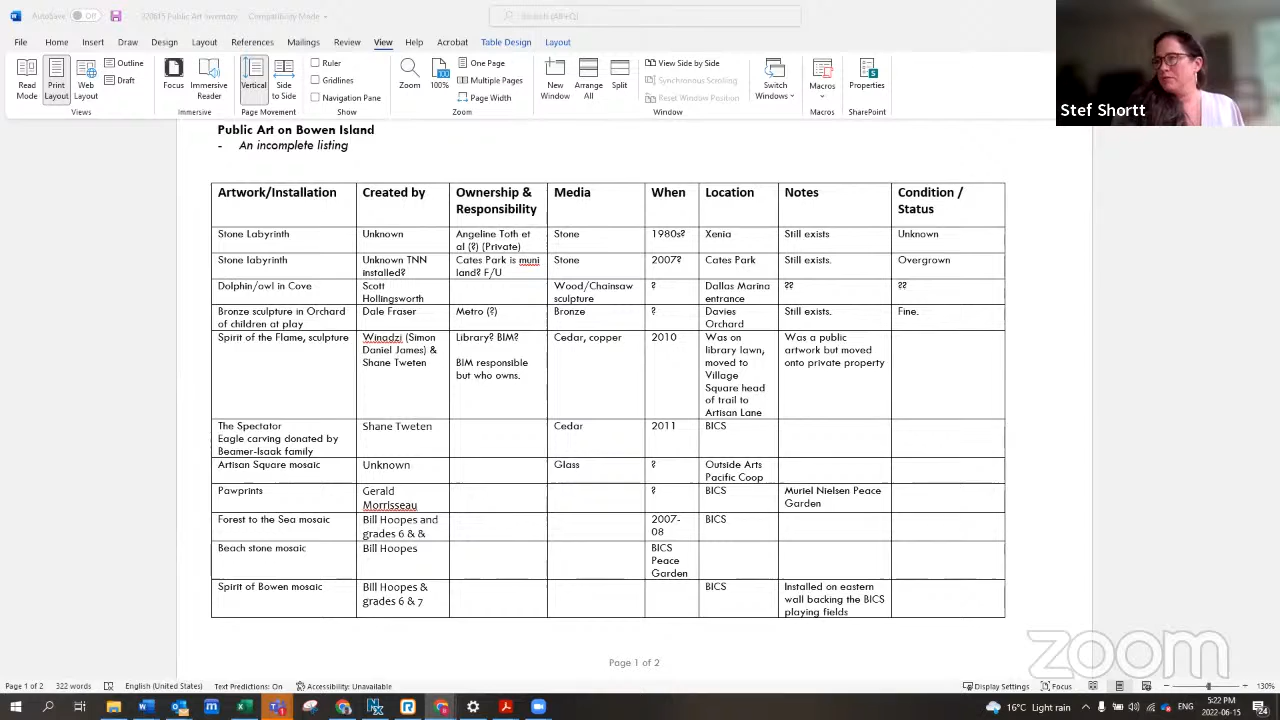 AutoSave Off 220615 Public Art Inventory - Compatibility Mode
Search (Alt+Q)
File Home Insert Draw Design Layout References Mailings Review View Help Acrobat Table Design Layout
Read Mode
Print Layout
Web Layout
Outline
Draft
Views
Focus
Immersive Reader
Immersive
Vertical
Side to Side
Page Movement
Ruler
Gridlines
Navigation Pane
Show
Zoom
100%
One Page
Multiple Pages
Page Width
Zoom
New Window
Arrange All
Split
View Side by Side
Synchronous Scrolling
Reset Window Position
Window
Switch Windows
Macros
Macros
Properties
SharePoint
Stef Shortt
Public Art on Bowen Island
- An incomplete listing
Artwork/Installation
Created by
Ownership &
Responsibility
Media
When
Location
Notes
Condition /
Status
Stone Labyrinth
Unknown
Angeline Toth et
al (?) (Private)
Stone
1980s?
Xenia
Still exists
Unknown
Stone labyrinth
Unknown TNN
installed?
Cates Park is muni
land? F/U
Stone
2007?
Cates Park
Still exists.
Overgrown
Dolphin/owl in Cove
Scott
Hollingsworth
Wood/Chainsaw
sculpture
?
Dallas Marina
entrance
??
??
Bronze sculpture in Orchard
of children at play
Dale Fraser
Metro (?)
Bronze
?
Davies
Orchard
Still exists.
Fine.
Spirit of the Flame, sculpture
Winadzi (Simon
Daniel James) &
Shane Tweten
Library? BIM?
BIM responsible
but who owns.
Cedar, copper
2010
Was on
library lawn,
moved to
Village
Square head
of trail to
Artisan Lane
Was a public
artwork but moved
onto private property
The Spectator
Eagle carving donated by
Beamer-Isaak family
Shane Tweten
Cedar
2011
BICS
Artisan Square mosaic
Unknown
Glass
?
Outside Arts
Pacific Coop
Pawprints
Gerald
Morrisseau
?
BICS
Muriel Nielsen Peace
Garden
Forest to the Sea mosaic
Bill Hoopes and
grades 6 & &
2007-
08
BICS
Beach stone mosaic
Bill Hoopes
BICS
Peace
Garden
Spirit of Bowen mosaic
Bill Hoopes &
grades 6 & 7
BICS
Installed on eastern
wall backing the BICS
playing fields
Page 1 of 2
zoom
Page 1 of 2 322 words English (United States) Text Predictions: On Accessibility: Unavailable Display Settings Focus 130%
16°C Light rain ENG 5:22 PM
2022-06-15
24